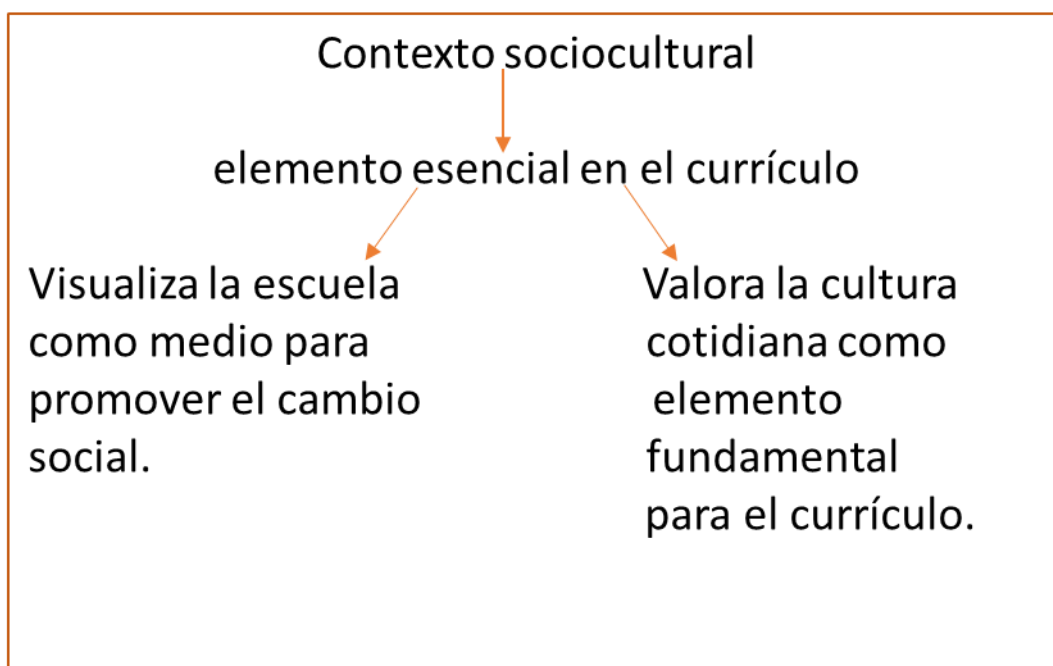 Contexto sociocultural
elemento esencial en el currículo
Visualiza la escuela
como medio para
promover el cambio
social.
Valora la cultura
cotidiana como
elemento
fundamental
para el currículo.